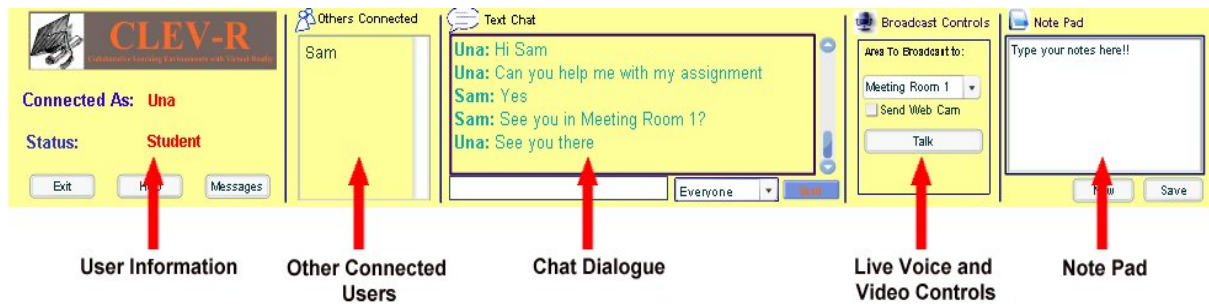 CLEV-R
Collaborative Learning Environments with Virtual Reality
Connected As: Una
Status: Student
Exit
Help
Messages
Others Connected
Sam
Text Chat
Una: Hi Sam
Una: Can you help me with my assignment
Sam: Yes
Sam: See you in Meeting Room 1?
Una: See you there
Everyone
Send
Broadcast Controls
Area To Broadcast to:
Meeting Room 1
Send Web Cam
Talk
Note Pad
Type your notes here!!
New
Save
User Information
Other Connected
Users
Chat Dialogue
Live Voice and
Video Controls
Note Pad